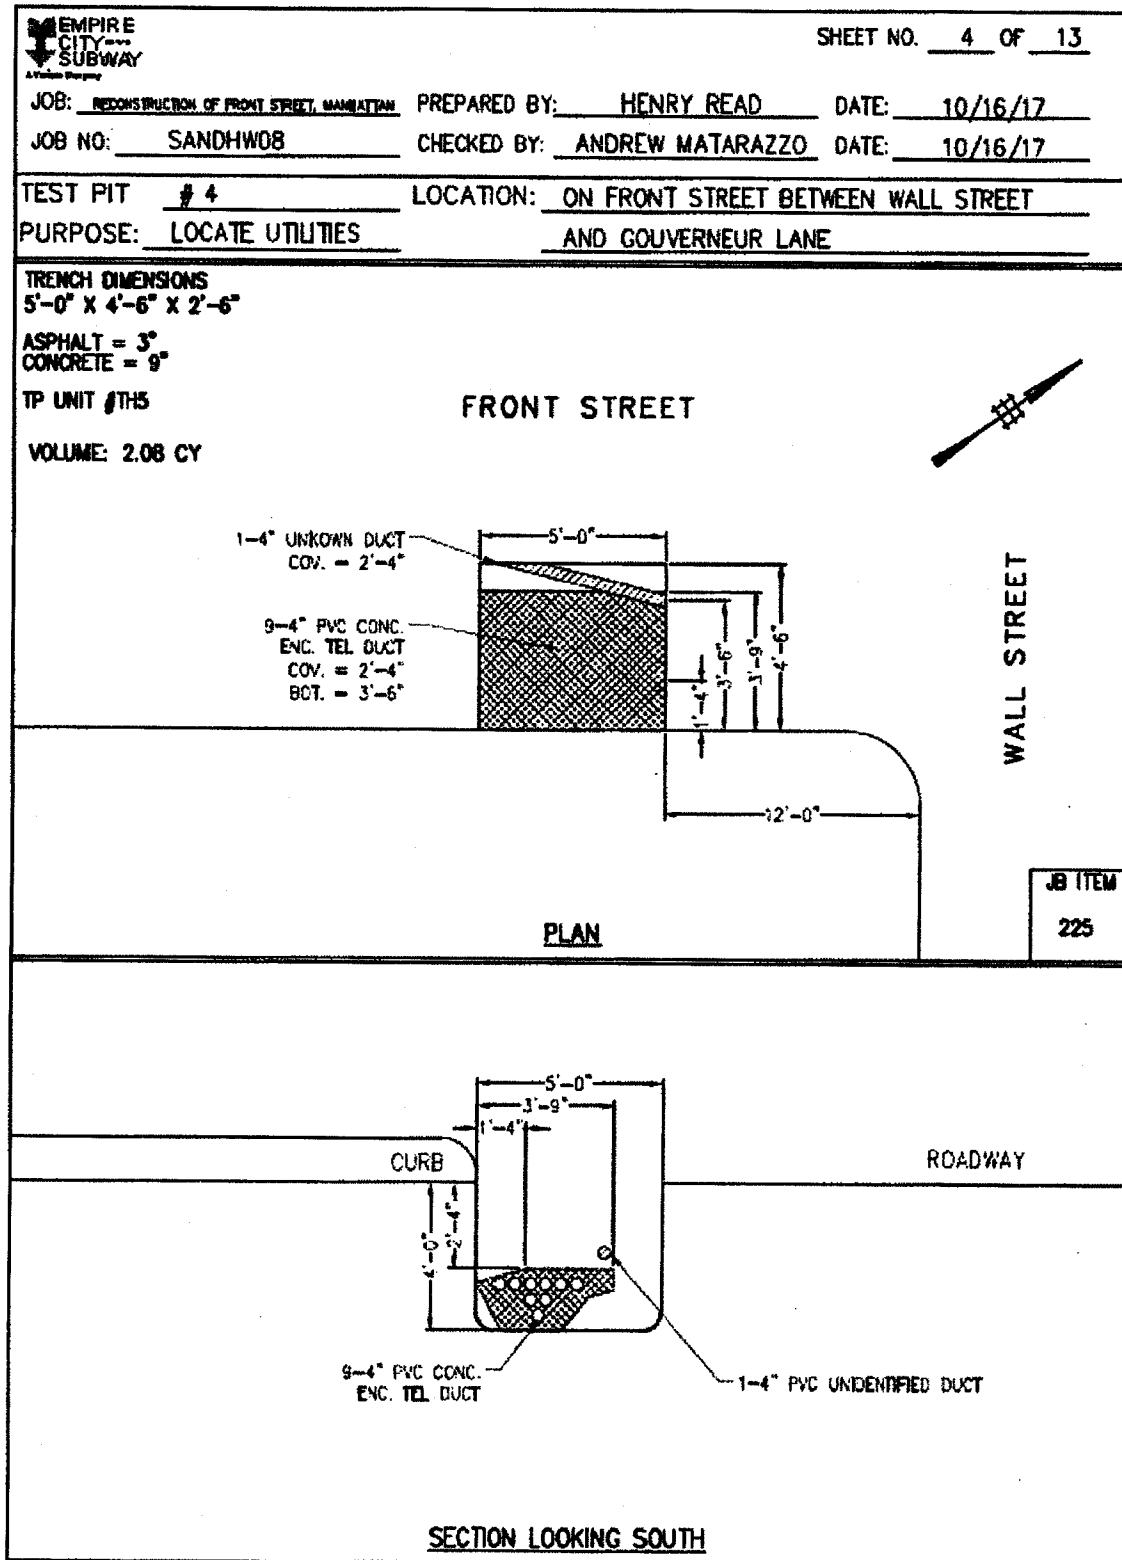 EMPIRE
CITY
SUBWAY
A Verizon Company
SHEET NO. 4 OF 13
JOB: RECONSTRUCTION OF FRONT STREET, MANHATTAN PREPARED BY: HENRY READ DATE: 10/16/17
JOB NO: SANDHW08 CHECKED BY: ANDREW MATARAZZO DATE: 10/16/17
TEST PIT # 4 LOCATION: ON FRONT STREET BETWEEN WALL STREET
PURPOSE: LOCATE UTILITIES AND GOUVERNEUR LANE
TRENCH DIMENSIONS
5'-0" X 4'-6" X 2'-6"
ASPHALT = 3"
CONCRETE = 9"
TP UNIT #TH5
VOLUME: 2.08 CY
FRONT STREET
1-4" UNKOWN DUCT
COV. = 2'-4"
5'-0"
9-4" PVC CONC.
ENC. TEL DUCT
COV. = 2'-4"
BOT. = 3'-6"
1'-4"
3'-6"
3'-9"
4'-6"
WALL STREET
12'-0"
PLAN
JB ITEM
225
5'-0"
3'-9"
1'-4"
CURB
ROADWAY
4'-0"
2'-4"
9-4" PVC CONC.
ENC. TEL DUCT
1-4" PVC UNIDENTIFIED DUCT
SECTION LOOKING SOUTH